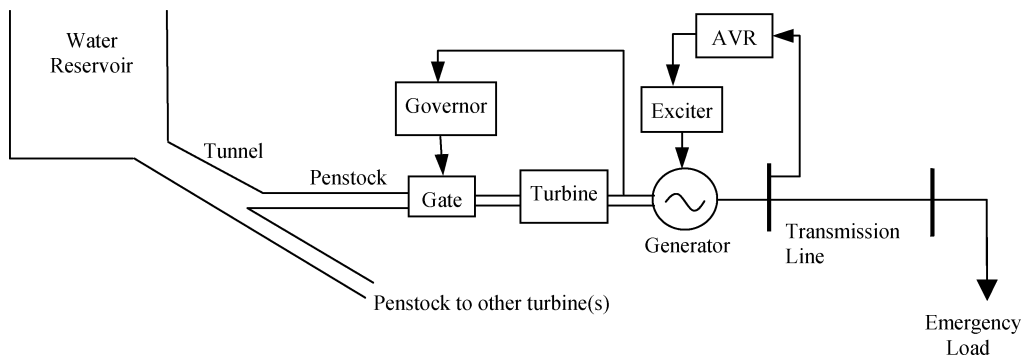 Water
Reservoir
Tunnel
Penstock
Governor
Gate
Turbine
AVR
Exciter
Generator
Transmission
Line
Penstock to other turbine(s)
Emergency
Load